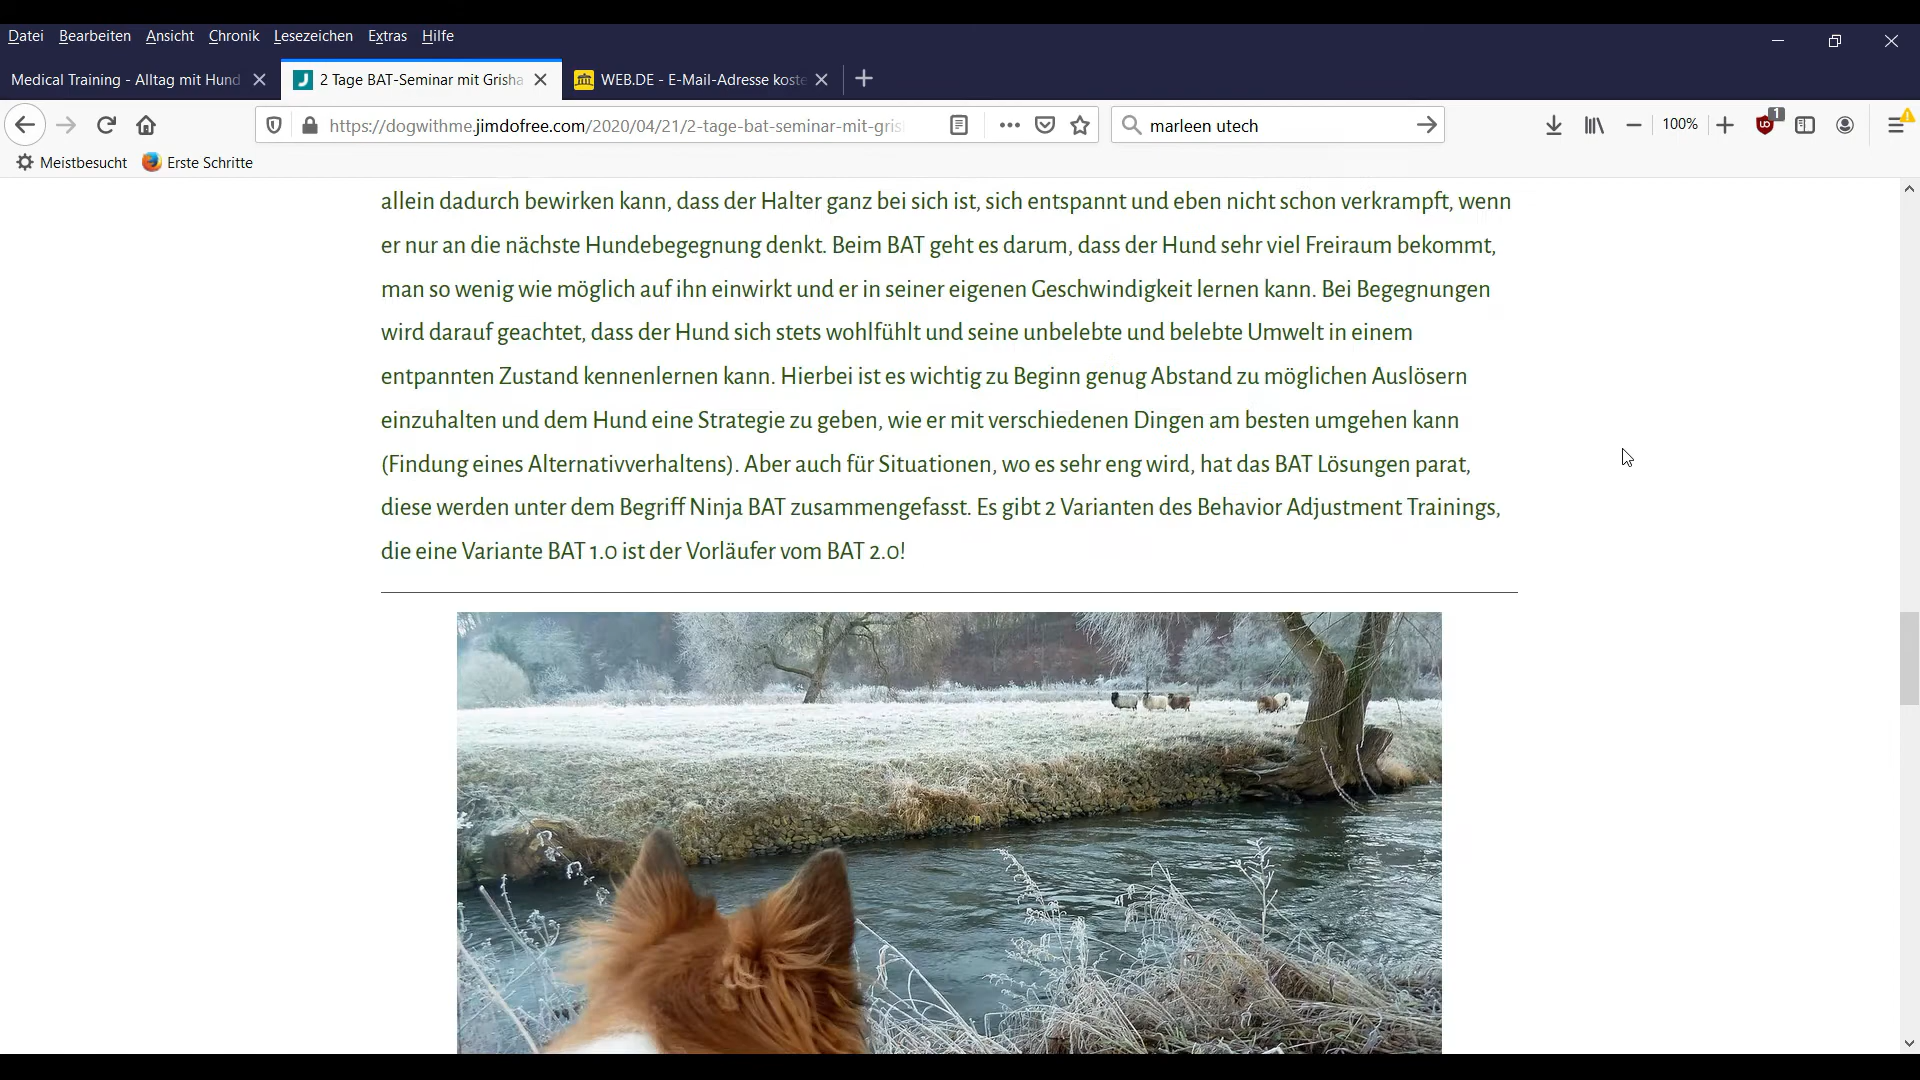 Datei Bearbeiten Ansicht Chronik Lesezeichen Extras Hilfe
Medical Training - Alltag mit Hund
2 Tage BAT-Seminar mit Grisha
WEB.DE - E-Mail-Adresse koste
https://dogwithme.jimdofree.com/2020/04/21/2-tage-bat-seminar-mit-gris
marleen utech
100%
1
Meistbesucht Erste Schritte
allein dadurch bewirken kann, dass der Halter ganz bei sich ist, sich entspannt und eben nicht schon verkrampft, wenn
er nur an die nächste Hundebegegnung denkt. Beim BAT geht es darum, dass der Hund sehr viel Freiraum bekommt,
man so wenig wie möglich auf ihn einwirkt und er in seiner eigenen Geschwindigkeit lernen kann. Bei Begegnungen
wird darauf geachtet, dass der Hund sich stets wohlfühlt und seine unbelebte und belebte Umwelt in einem
entpannten Zustand kennenlernen kann. Hierbei ist es wichtig zu Beginn genug Abstand zu möglichen Auslösern
einzuhalten und dem Hund eine Strategie zu geben, wie er mit verschiedenen Dingen am besten umgehen kann
(Findung eines Alternativverhaltens). Aber auch für Situationen, wo es sehr eng wird, hat das BAT Lösungen parat,
diese werden unter dem Begriff Ninja BAT zusammengefasst. Es gibt 2 Varianten des Behavior Adjustment Trainings,
die eine Variante BAT 1.0 ist der Vorläufer vom BAT 2.0!